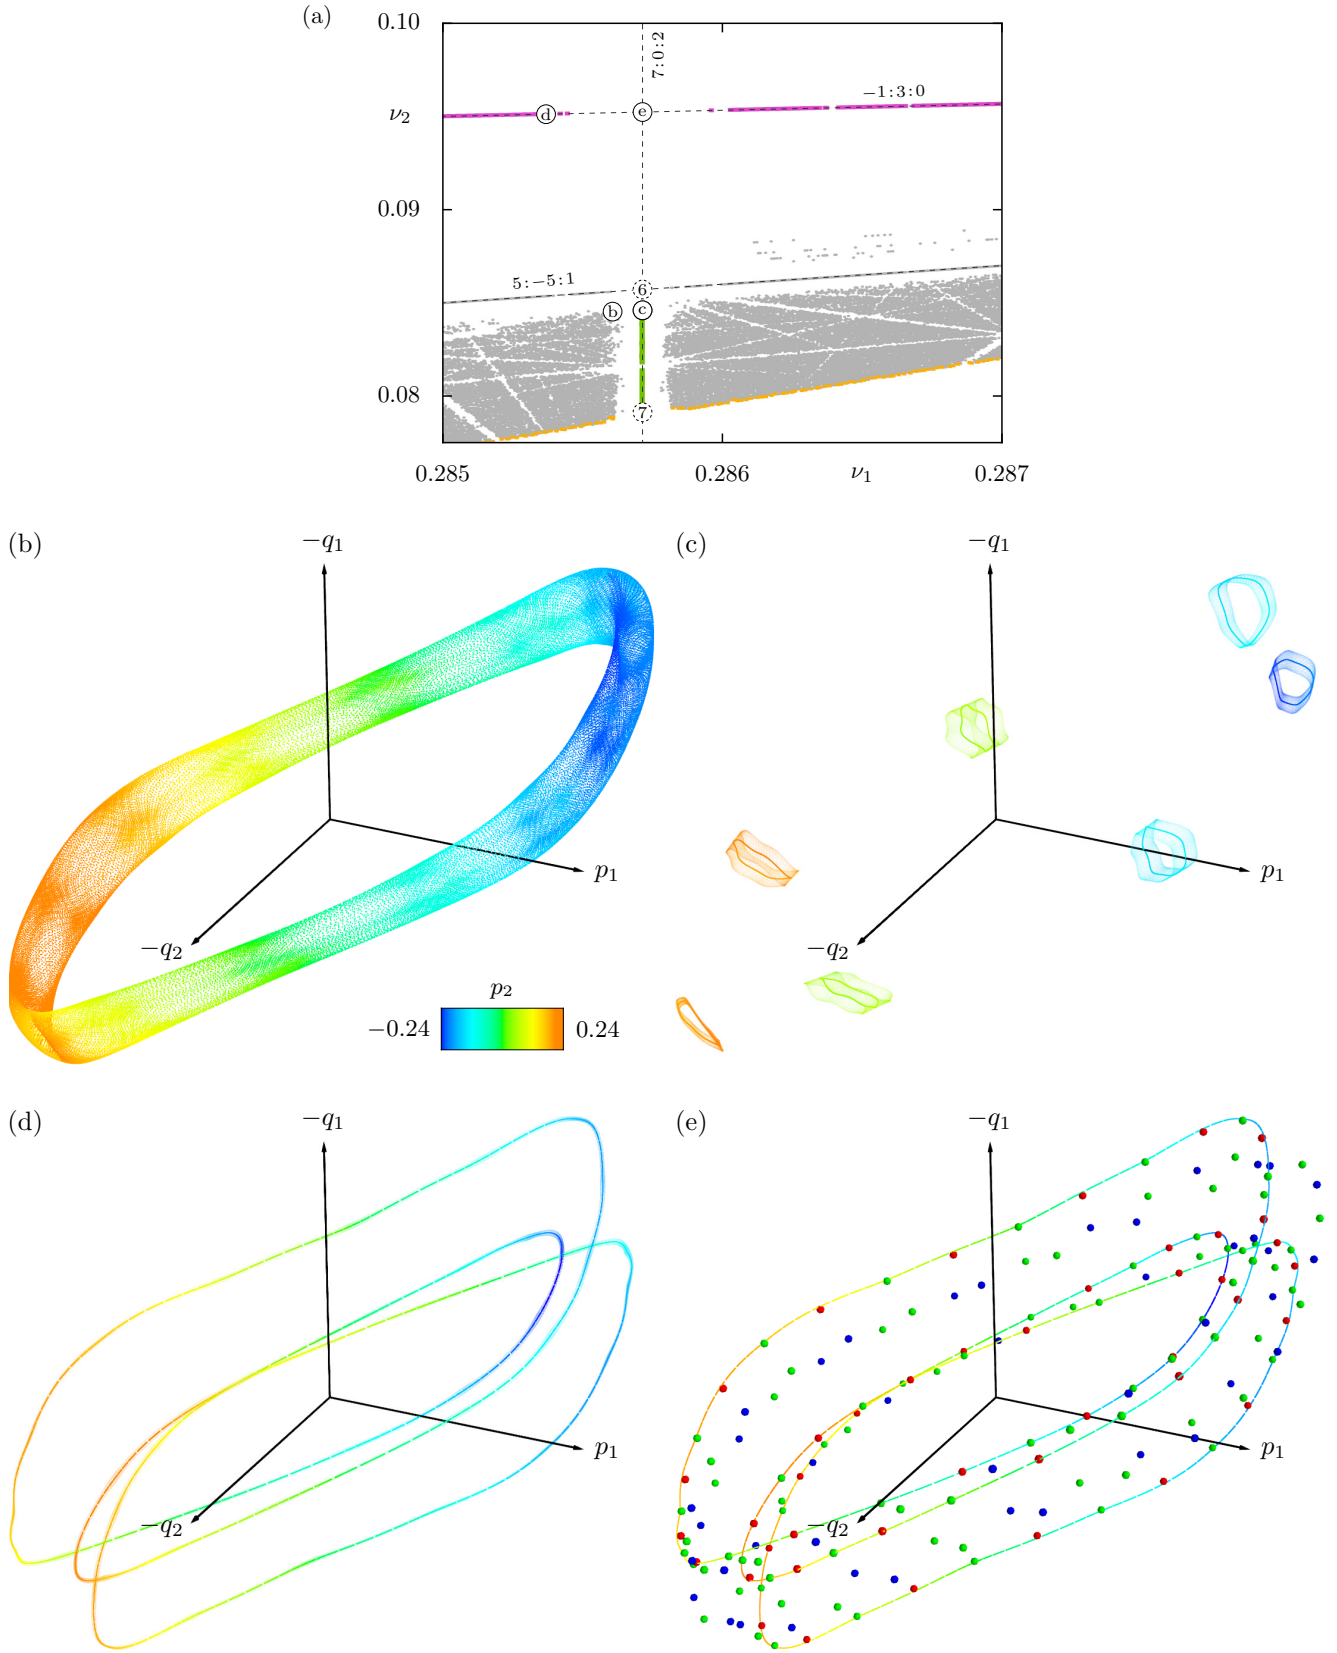 (a)
0.10
ν₂
0.09
0.08
7:0:2
−1:3:0
d
e
5:−5:1
6
b
c
7
0.285
0.286
ν₁
0.287
(b)
−q₁
p₁
−q₂
p₂
−0.24
0.24
(c)
−q₁
p₁
−q₂
(d)
−q₁
p₁
−q₂
(e)
−q₁
p₁
−q₂